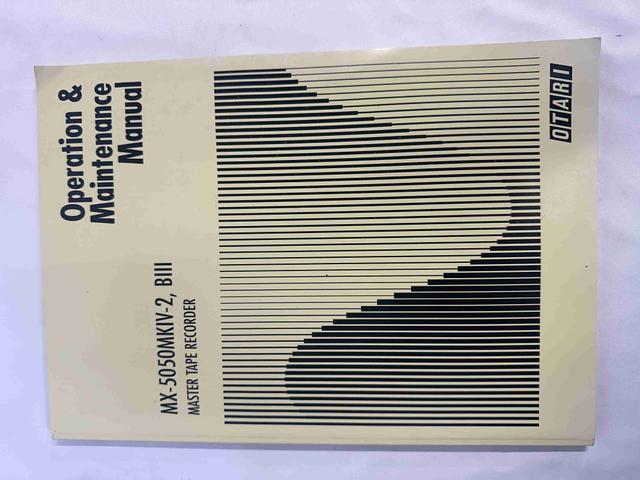 Operation &
Maintenance
Manual
MX-5050MKIV-2, BIII
MASTER TAPE RECORDER
OTARI